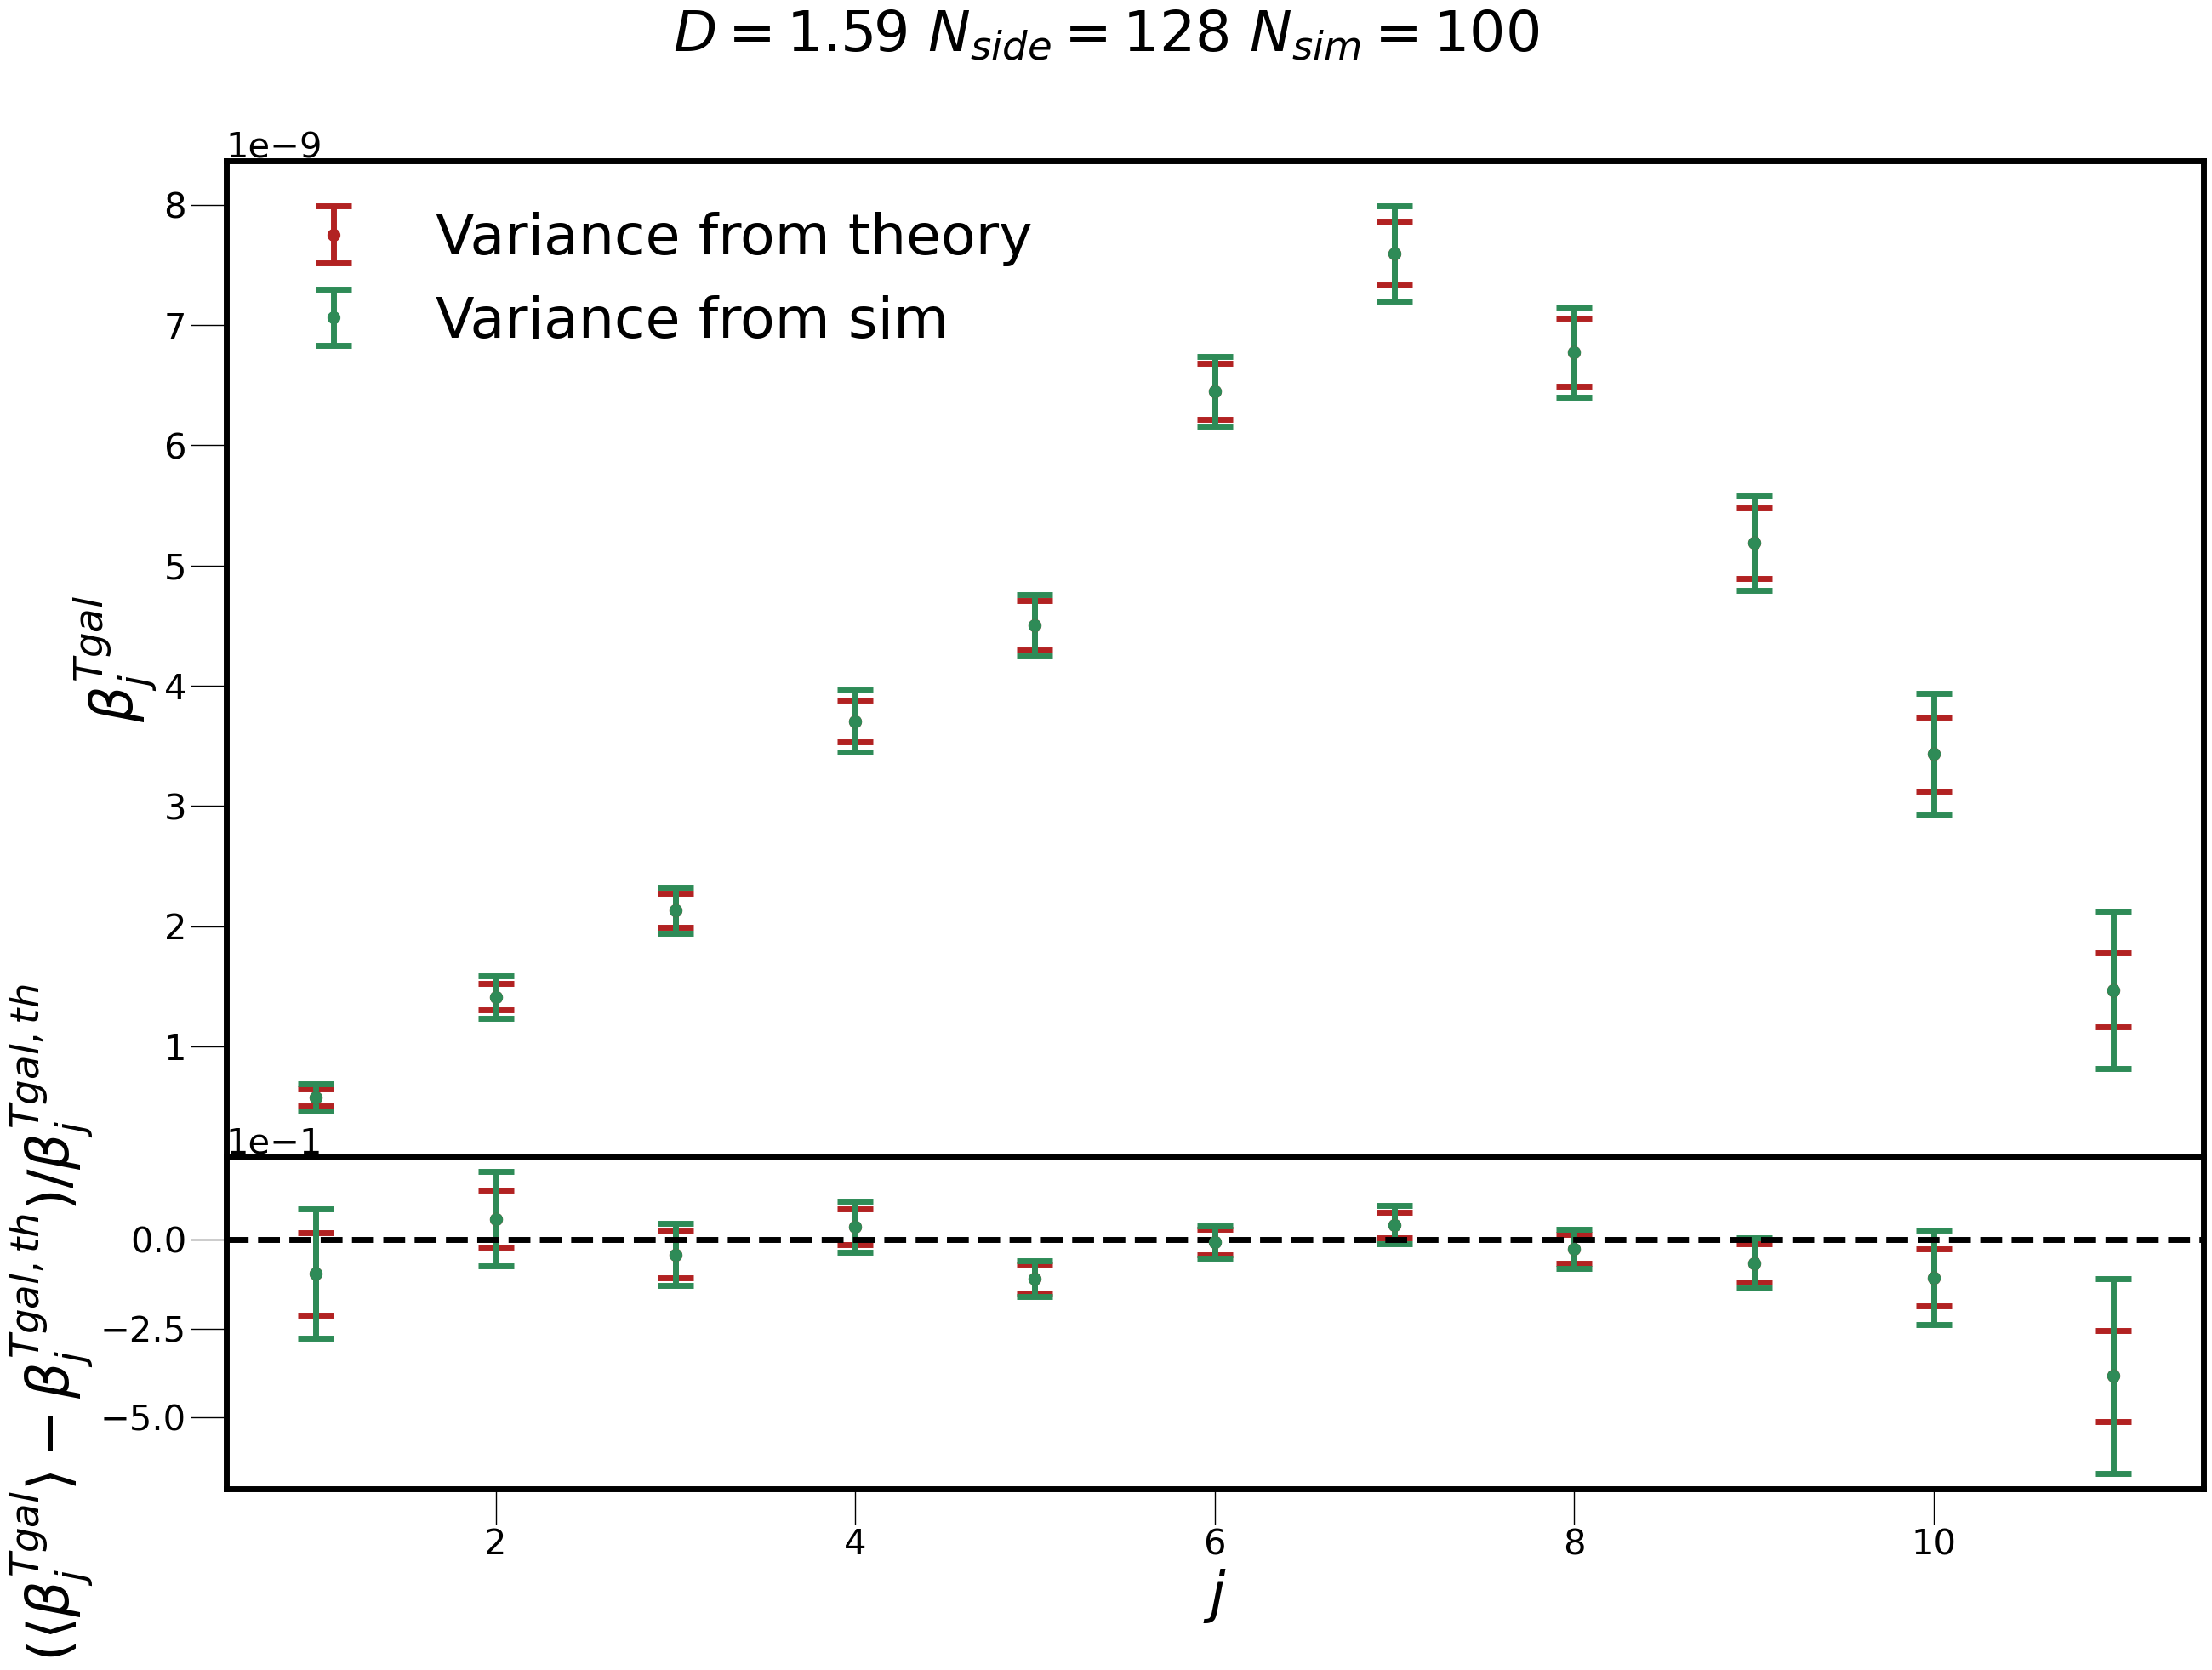 D = 1.59 N_side = 128 N_sim = 100
1e−9
8
7
6
5
4
3
2
1
β_j^{Tgal}
Variance from theory
Variance from sim
1e−1
0.0
−2.5
−5.0
(⟨β_j^{Tgal}⟩ − β_j^{Tgal, th})/β_j^{Tgal, th}
2 4 6 8 10
j